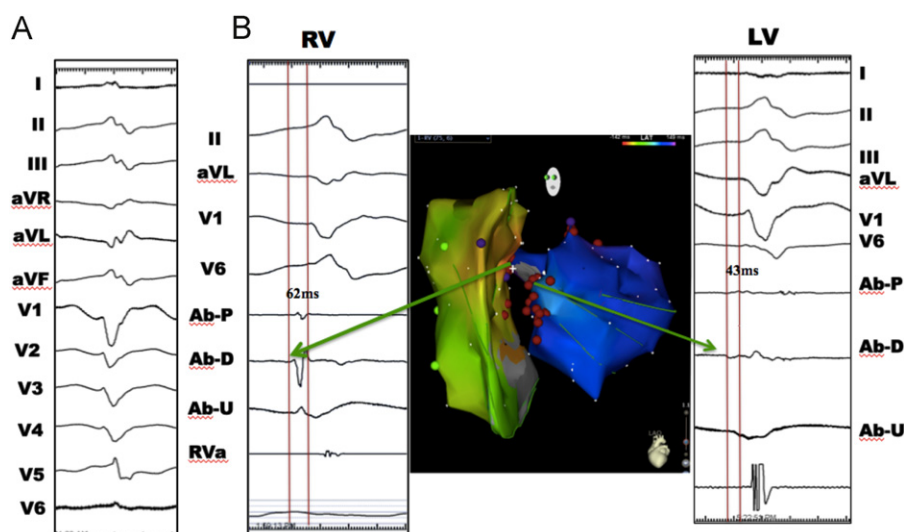 A
I
II
III
aVR
aVL
aVF
V1
V2
V3
V4
V5
V6
B
RV
II
aVL
V1
V6
62ms
Ab-P
Ab-D
Ab-U
RVa
LAT
LV
I
II
III
aVL
V1
V6
43ms
Ab-P
Ab-D
Ab-U